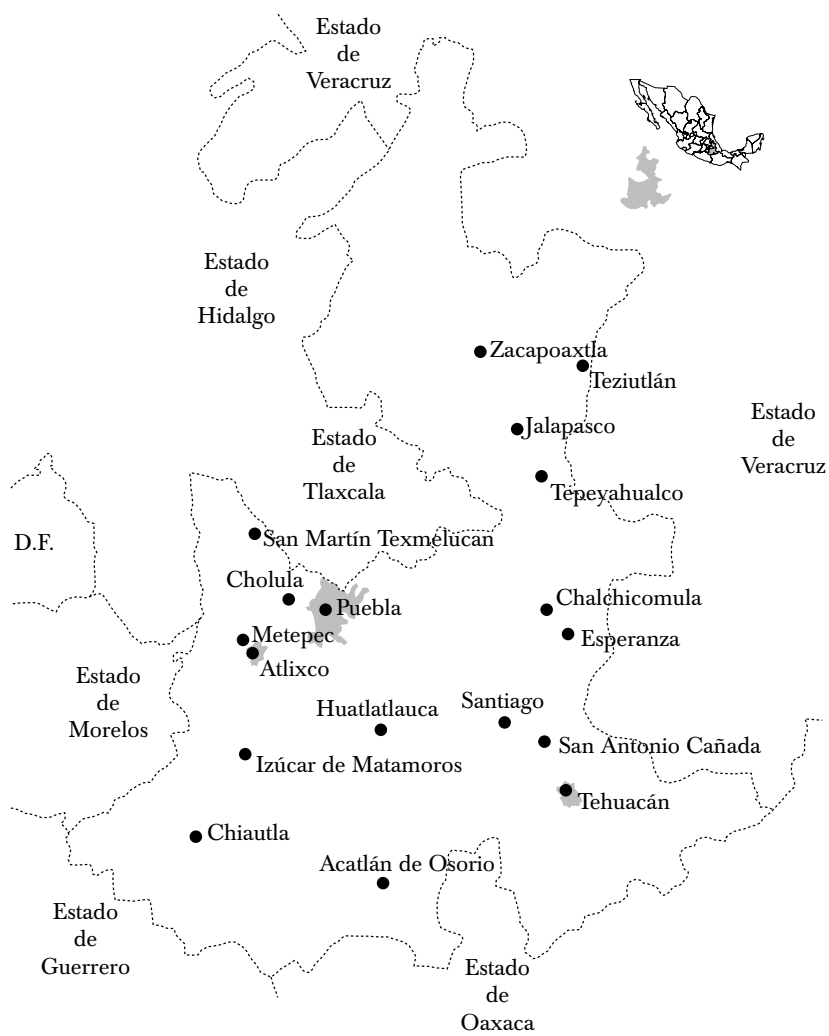 Estado
de
Veracruz
Estado
de
Hidalgo
Zacapoaxtla
Teziutlán
Jalapasco
Estado
de
Veracruz
Estado
de
Tlaxcala
Tepeyahualco
D.F.
San Martín Texmelucan
Cholula
Puebla
Chalchicomula
Metepec
Esperanza
Atlixco
Estado
de
Morelos
Huatlatlauca
Santiago
San Antonio Cañada
Izúcar de Matamoros
Tehuacán
Chiautla
Acatlán de Osorio
Estado
de
Guerrero
Estado
de
Oaxaca